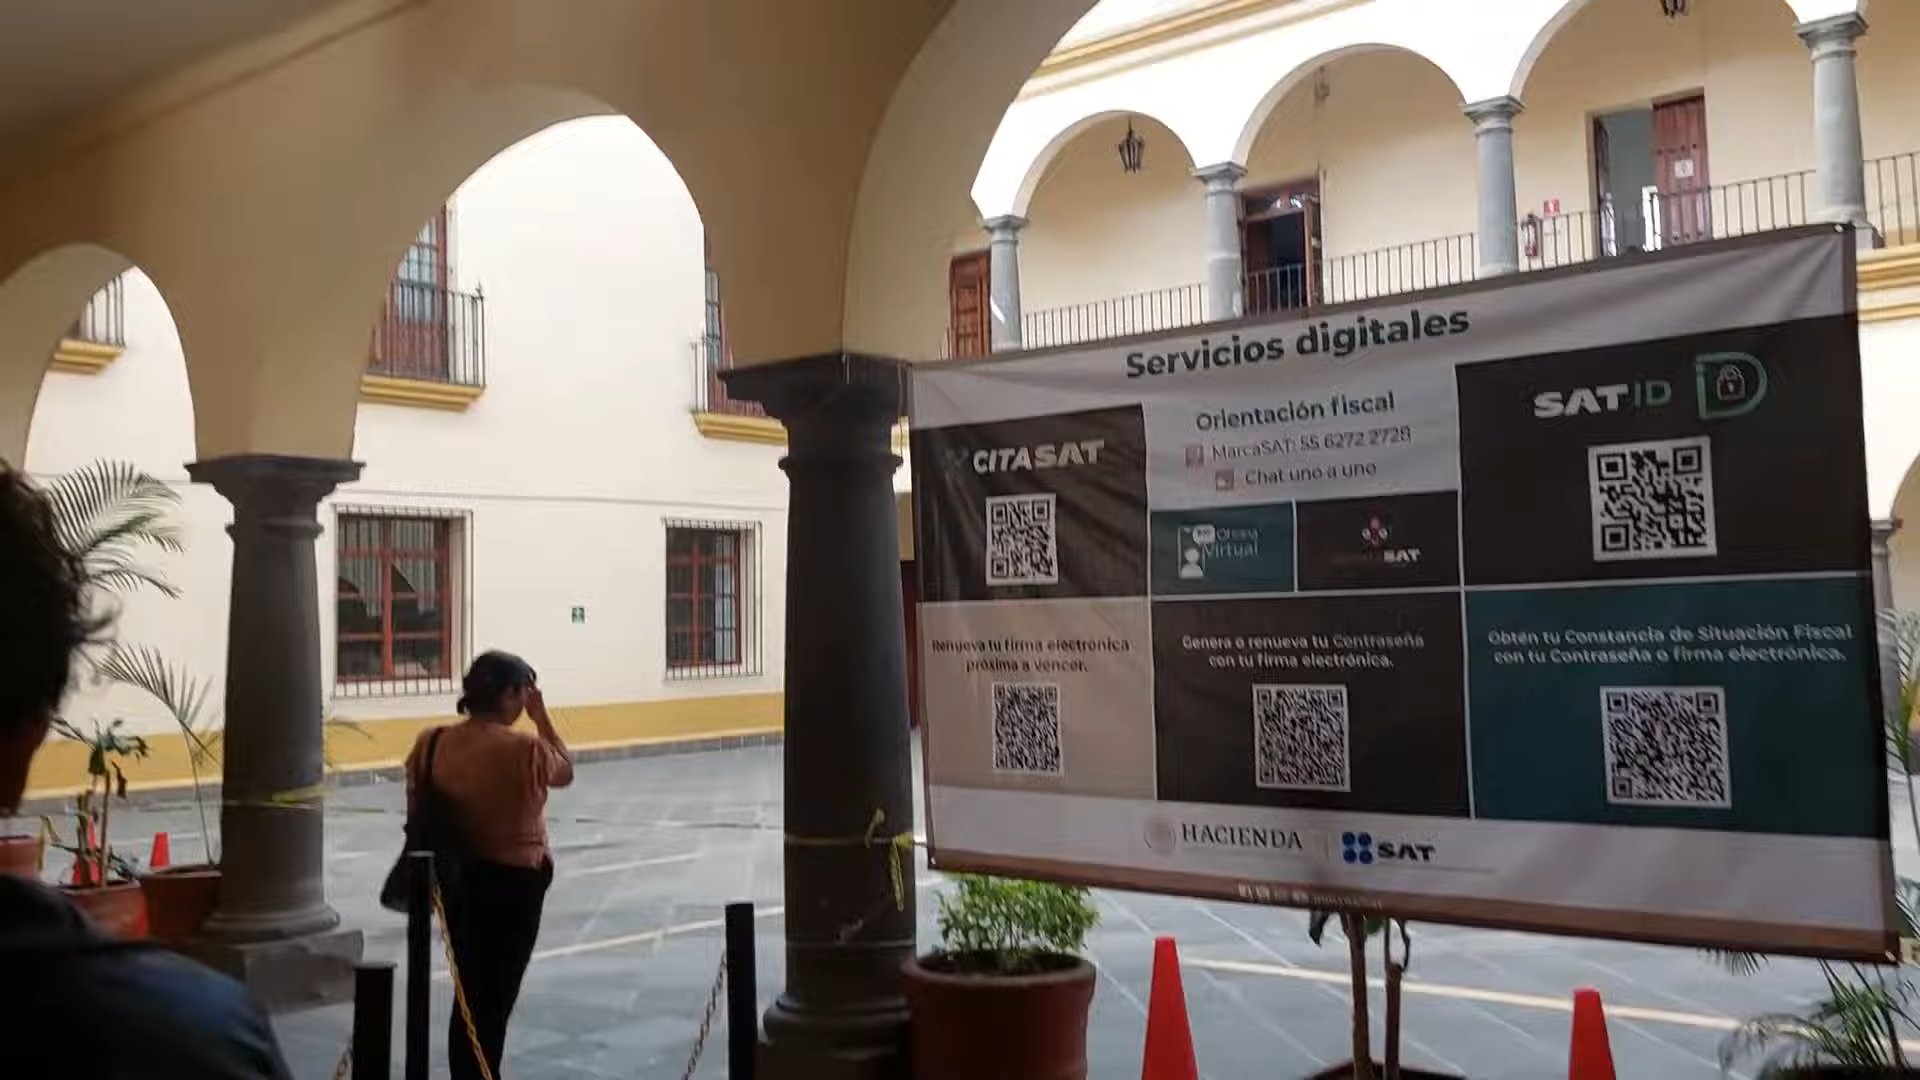 Servicios digitales
CITASAT
Orientación fiscal
MarcaSAT: 55 6272 2728
Chat uno a uno
SAT ID
Oficina
Virtual
SAT
Renueva tu firma electrónica
próxima a vencer.
Genera o renueva tu Contraseña
con tu firma electrónica.
Obtén tu Constancia de Situación Fiscal
con tu Contraseña o firma electrónica.
HACIENDA
SAT